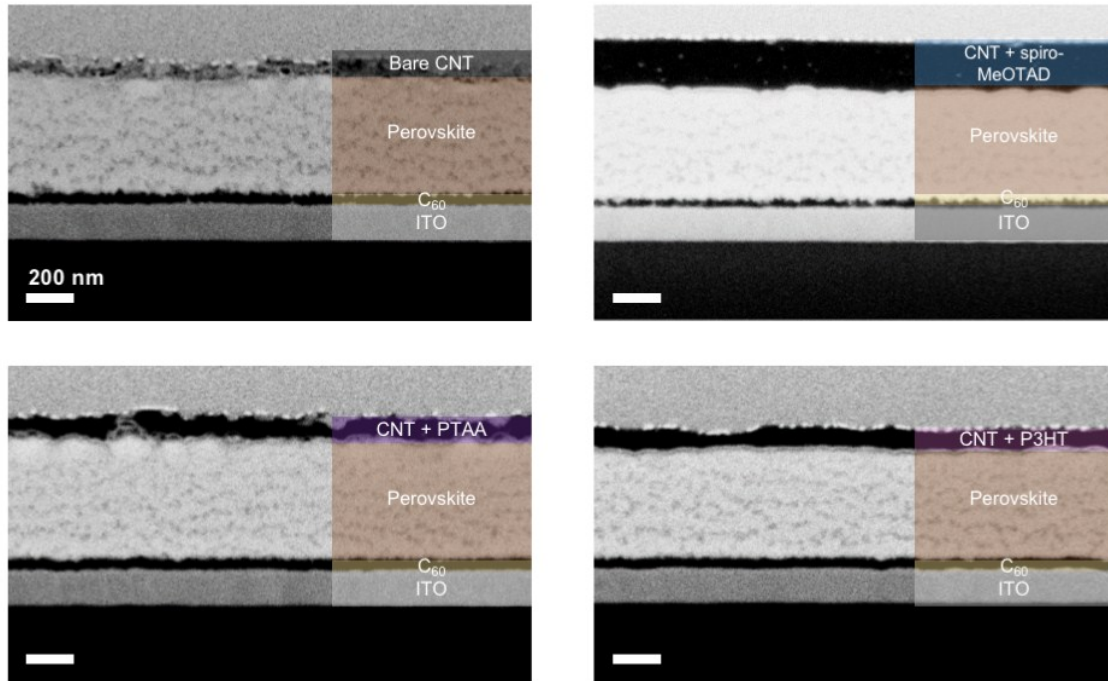 Bare CNT
Perovskite
C₆₀
ITO
200 nm
CNT + spiro-
MeOTAD
Perovskite
C₆₀
ITO
CNT + PTAA
Perovskite
C₆₀
ITO
CNT + P3HT
Perovskite
C₆₀
ITO